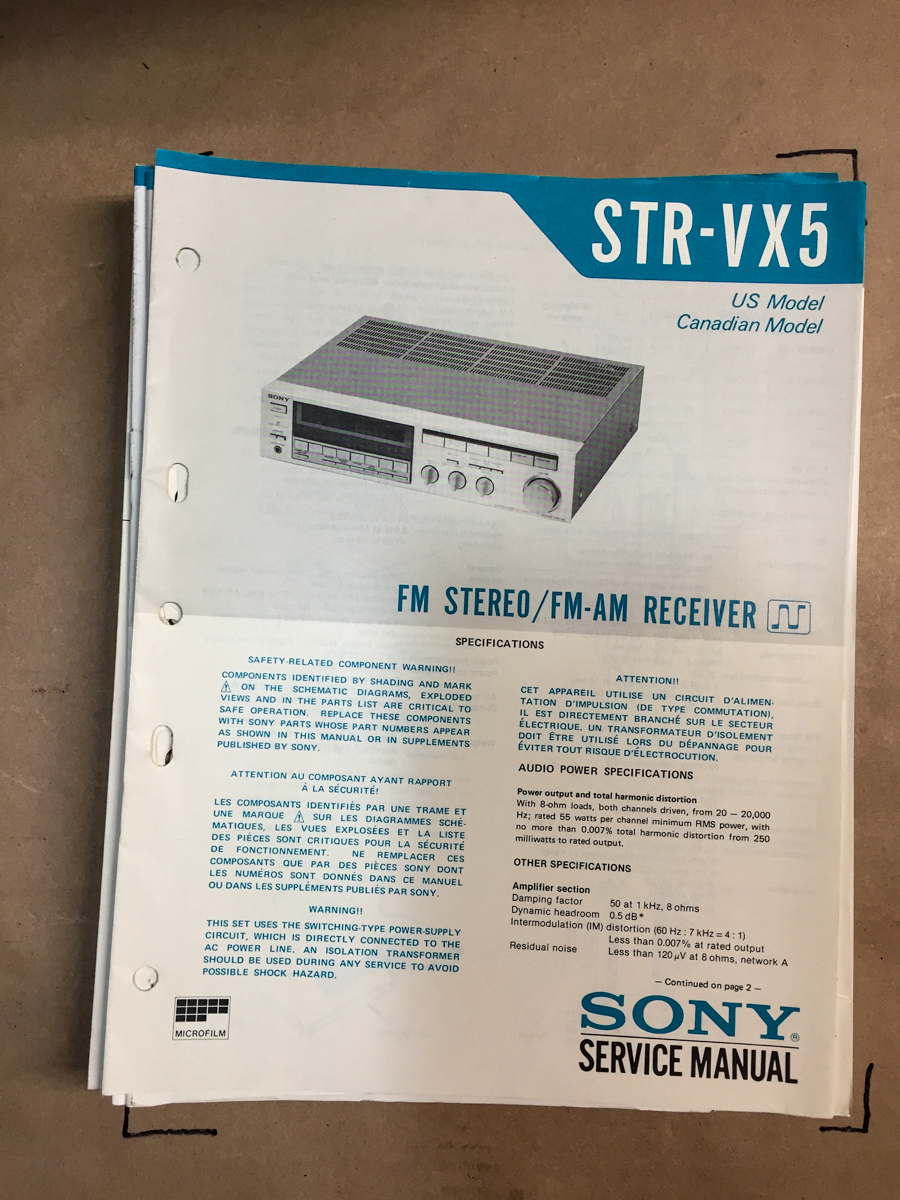 STR-VX5
US Model
Canadian Model
SONY
FM STEREO/FM-AM RECEIVER
SPECIFICATIONS
SAFETY-RELATED COMPONENT WARNING!!
COMPONENTS IDENTIFIED BY SHADING AND MARK
⚠ ON THE SCHEMATIC DIAGRAMS, EXPLODED
VIEWS AND IN THE PARTS LIST ARE CRITICAL TO
SAFE OPERATION. REPLACE THESE COMPONENTS
WITH SONY PARTS WHOSE PART NUMBERS APPEAR
AS SHOWN IN THIS MANUAL OR IN SUPPLEMENTS
PUBLISHED BY SONY.
ATTENTION AU COMPOSANT AYANT RAPPORT
À LA SÉCURITÉ!
LES COMPOSANTS IDENTIFIÉS PAR UNE TRAME ET
UNE MARQUE ⚠ SUR LES DIAGRAMMES SCHÉ-
MATIQUES, LES VUES EXPLOSÉES ET LA LISTE
DES PIÈCES SONT CRITIQUES POUR LA SÉCURITÉ
DE FONCTIONNEMENT. NE REMPLACER CES
COMPOSANTS QUE PAR DES PIÈCES SONY DONT
LES NUMÉROS SONT DONNÉS DANS CE MANUEL
OU DANS LES SUPPLÉMENTS PUBLIÉS PAR SONY.
WARNING!!
THIS SET USES THE SWITCHING-TYPE POWER-SUPPLY
CIRCUIT, WHICH IS DIRECTLY CONNECTED TO THE
AC POWER LINE. AN ISOLATION TRANSFORMER
SHOULD BE USED DURING ANY SERVICE TO AVOID
POSSIBLE SHOCK HAZARD.
MICROFILM
ATTENTION!!
CET APPAREIL UTILISE UN CIRCUIT D'ALIMEN-
TATION D'IMPULSION (DE TYPE COMMUTATION),
IL EST DIRECTEMENT BRANCHÉ SUR LE SECTEUR
ÉLECTRIQUE. UN TRANSFORMATEUR D'ISOLEMENT
DOIT ÊTRE UTILISÉ LORS DU DÉPANNAGE POUR
ÉVITER TOUT RISQUE D'ÉLECTROCUTION.
AUDIO POWER SPECIFICATIONS
Power output and total harmonic distortion
With 8-ohm loads, both channels driven, from 20 — 20,000
Hz; rated 55 watts per channel minimum RMS power, with
no more than 0.007% total harmonic distortion from 250
milliwatts to rated output.
OTHER SPECIFICATIONS
Amplifier section
Damping factor 50 at 1 kHz, 8 ohms
Dynamic headroom 0.5 dB*
Intermodulation (IM) distortion (60 Hz : 7 kHz = 4 : 1)
Less than 0.007% at rated output
Residual noise Less than 120 µV at 8 ohms, network A
— Continued on page 2 —
SONY®
SERVICE MANUAL